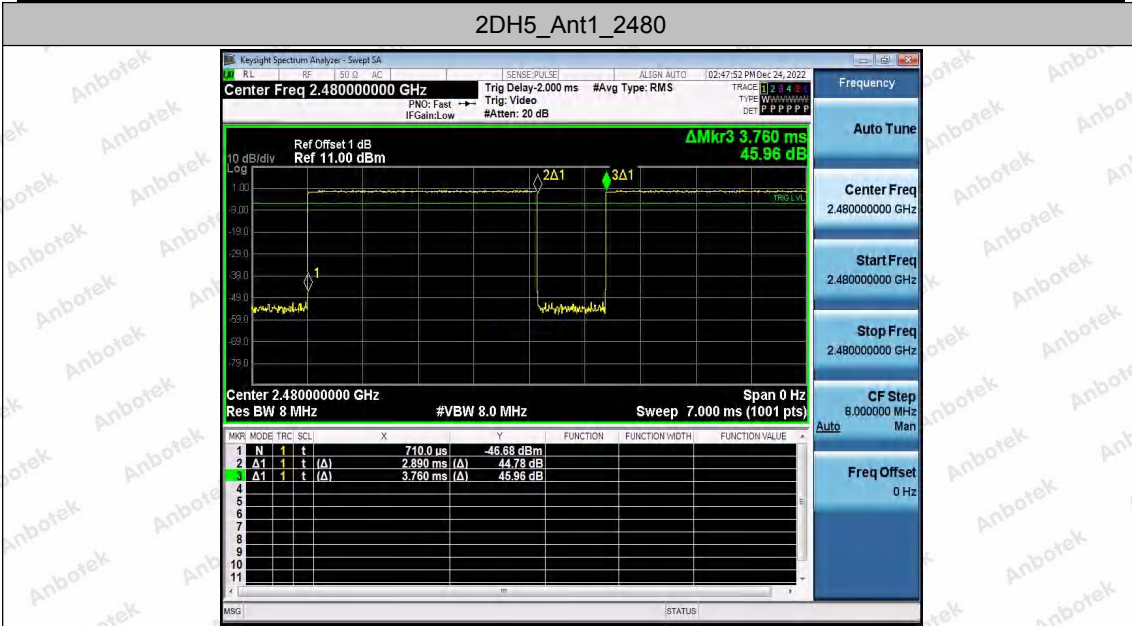 2DH5_Ant1_2480
Keysight Spectrum Analyzer - Swept SA
RL RF 50 Ω AC SENSE:PULSE ALIGN AUTO 02:47:52 PM Dec 24, 2022
Center Freq 2.480000000 GHz
PNO: Fast
IFGain:Low
Trig Delay-2.000 ms
Trig: Video
#Atten: 20 dB
#Avg Type: RMS
TRACE 1 2 3 4 5 6
TYPE WWWWWW
DET P P P P P P
Frequency
Auto Tune
Center Freq
2.480000000 GHz
Start Freq
2.480000000 GHz
Stop Freq
2.480000000 GHz
CF Step
8.000000 MHz
Auto Man
Freq Offset
0 Hz
ΔMkr3 3.760 ms
45.96 dB
Ref Offset 1 dB
10 dB/div Ref 11.00 dBm
Log
1.00
-9.00
-19.0
-29.0
-39.0
-49.0
-59.0
-69.0
-79.0
1
2Δ1
3Δ1
TRIG LVL
Center 2.480000000 GHz Span 0 Hz
Res BW 8 MHz #VBW 8.0 MHz Sweep 7.000 ms (1001 pts)
MKR MODE TRC SCL X Y FUNCTION FUNCTION WIDTH FUNCTION VALUE
1 N 1 t 710.0 µs -46.68 dBm
2 Δ1 1 t (Δ) 2.890 ms (Δ) 44.78 dB
3 Δ1 1 t (Δ) 3.760 ms (Δ) 45.96 dB
4
5
6
7
8
9
10
11
MSG STATUS
Anbotek